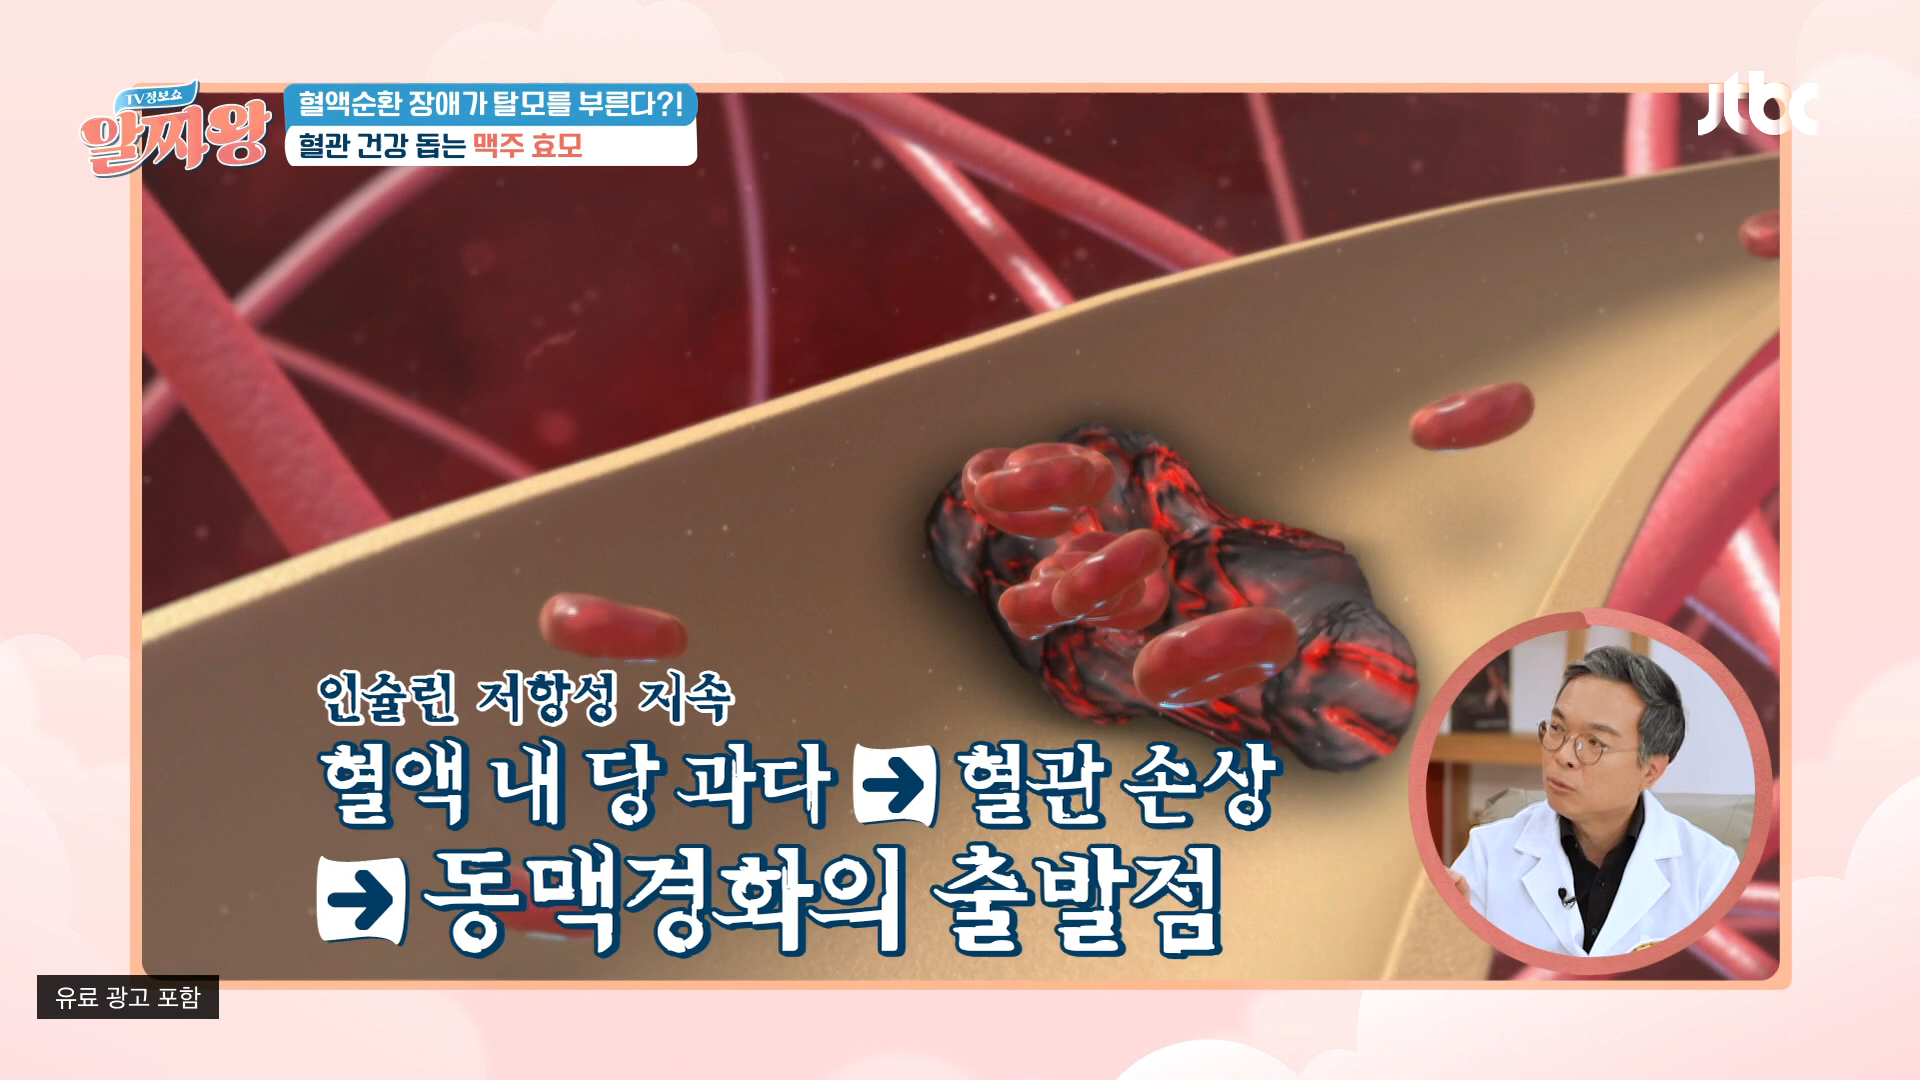 TV정보쇼
알짜왕
혈액순환 장애가 탈모를 부른다?!
혈관 건강 돕는 맥주 효모
jtbc
인슐린 저항성 지속
혈액 내 당 과다 → 혈관 손상
→ 동맥경화의 출발점
유료 광고 포함